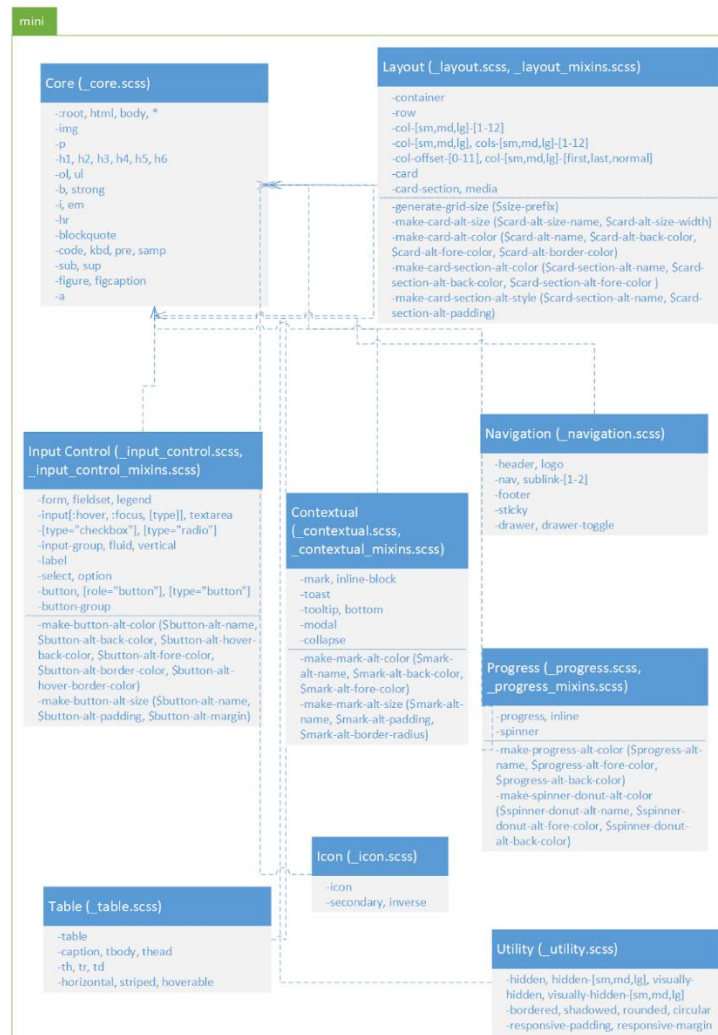 mini
Core (_core.scss)
-:root, html, body, *
-img
-p
-h1, h2, h3, h4, h5, h6
-ol, ul
-b, strong
-i, em
-hr
-blockquote
-code, kbd, pre, samp
-sub, sup
-figure, figcaption
-a
Layout (_layout.scss, _layout_mixins.scss)
-container
-row
-col-[sm,md,lg]-[1-12]
-col-[sm,md,lg], cols-[sm,md,lg]-[1-12]
-col-offset-[0-11], col-[sm,md,lg]-[first,last,normal]
-card
-card-section, media
-generate-grid-size ($size-prefix)
-make-card-alt-size ($card-alt-size-name, $card-alt-size-width)
-make-card-alt-color ($card-alt-name, $card-alt-back-color,
$card-alt-fore-color, $card-alt-border-color)
-make-card-section-alt-color ($card-section-alt-name, $card-
section-alt-back-color, $card-section-alt-fore-color )
-make-card-section-alt-style ($card-section-alt-name, $card-
section-alt-padding)
Input Control (_input_control.scss,
_input_control_mixins.scss)
-form, fieldset, legend
-input[:hover, :focus, [type]], textarea
-[type="checkbox"], [type="radio"]
-input-group, fluid, vertical
-label
-select, option
-button, [role="button"], [type="button"]
-button-group
-make-button-alt-color ($button-alt-name,
$button-alt-back-color, $button-alt-hover-
back-color, $button-alt-fore-color,
$button-alt-border-color, $button-alt-
hover-border-color)
-make-button-alt-size ($button-alt-name,
$button-alt-padding, $button-alt-margin)
Contextual
(_contextual.scss,
_contextual_mixins.scss)
-mark, inline-block
-toast
-tooltip, bottom
-modal
-collapse
-make-mark-alt-color ($mark-
alt-name, $mark-alt-back-color,
$mark-alt-fore-color)
-make-mark-alt-size ($mark-alt-
name, $mark-alt-padding,
$mark-alt-border-radius)
Navigation (_navigation.scss)
-header, logo
-nav, sublink-[1-2]
-footer
-sticky
-drawer, drawer-toggle
Progress (_progress.scss,
_progress_mixins.scss)
-progress, inline
-spinner
-make-progress-alt-color ($progress-alt-
name, $progress-alt-fore-color,
$progress-alt-back-color)
-make-spinner-donut-alt-color
($spinner-donut-alt-name, $spinner-
donut-alt-fore-color, $spinner-donut-
alt-back-color)
Icon (_icon.scss)
-icon
-secondary, inverse
Table (_table.scss)
-table
-caption, tbody, thead
-th, tr, td
-horizontal, striped, hoverable
Utility (_utility.scss)
-hidden, hidden-[sm,md,lg], visually-
hidden, visually-hidden-[sm,md,lg]
-bordered, shadowed, rounded, circular
-responsive-padding, responsive-margin